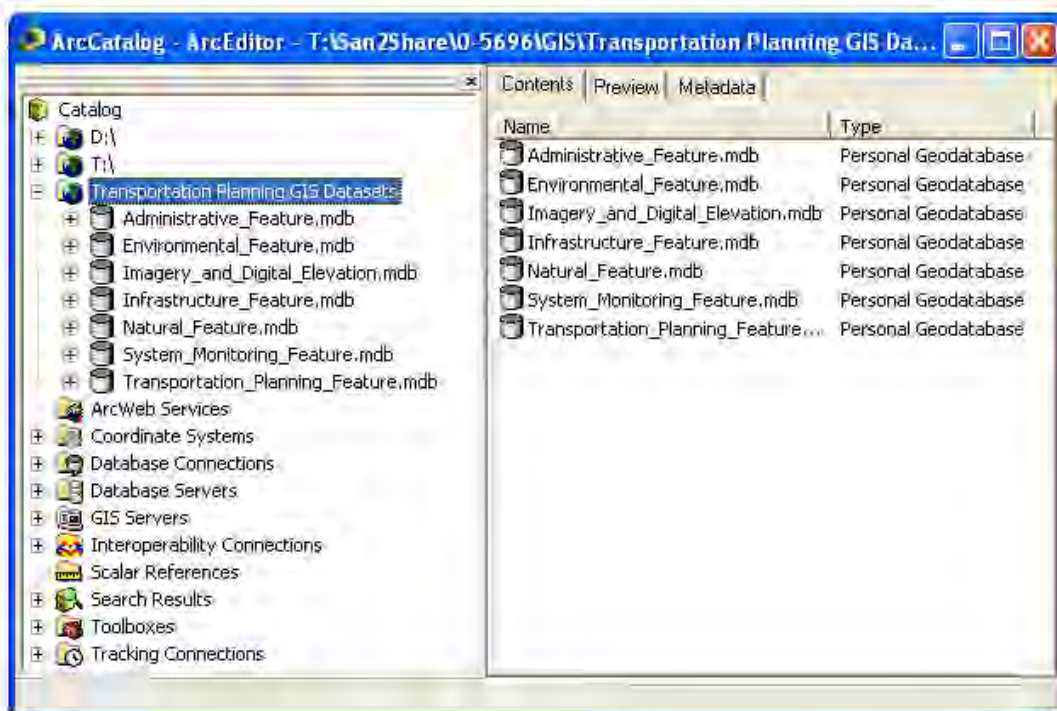 ArcCatalog - ArcEditor - T:\San2Share\0-5696\GIS\Transportation Planning GIS Da...
Catalog
D:\
T:\
Transportation Planning GIS Datasets
Administrative_Feature.mdb
Environmental_Feature.mdb
Imagery_and_Digital_Elevation.mdb
Infrastructure_Feature.mdb
Natural_Feature.mdb
System_Monitoring_Feature.mdb
Transportation_Planning_Feature.mdb
ArcWeb Services
Coordinate Systems
Database Connections
Database Servers
GIS Servers
Interoperability Connections
Scalar References
Search Results
Toolboxes
Tracking Connections
Contents Preview Metadata
Name Type
Administrative_Feature.mdb Personal Geodatabase
Environmental_Feature.mdb Personal Geodatabase
Imagery_and_Digital_Elevation.mdb Personal Geodatabase
Infrastructure_Feature.mdb Personal Geodatabase
Natural_Feature.mdb Personal Geodatabase
System_Monitoring_Feature.mdb Personal Geodatabase
Transportation_Planning_Feature... Personal Geodatabase